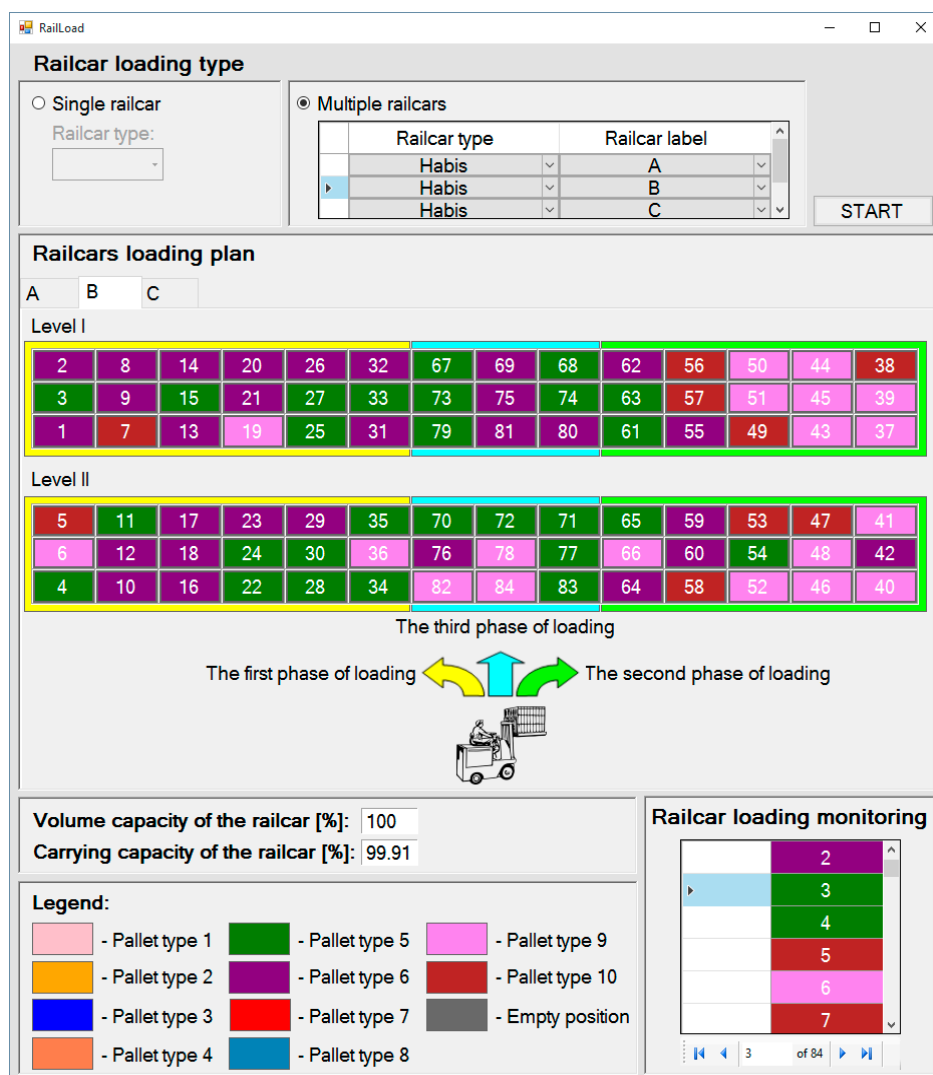 RailLoad
Railcar loading type
Single railcar
Railcar type:
Multiple railcars
Railcar type Railcar label
Habis A
Habis B
Habis C
START
Railcars loading plan
A B C
Level I
2 8 14 20 26 32 67 69 68 62 56 50 44 38
3 9 15 21 27 33 73 75 74 63 57 51 45 39
1 7 13 19 25 31 79 81 80 61 55 49 43 37
Level II
5 11 17 23 29 35 70 72 71 65 59 53 47 41
6 12 18 24 30 36 76 78 77 66 60 54 48 42
4 10 16 22 28 34 82 84 83 64 58 52 46 40
The third phase of loading
The first phase of loading
The second phase of loading
Volume capacity of the railcar [%]: 100
Carrying capacity of the railcar [%]: 99.91
Legend:
- Pallet type 1 - Pallet type 5 - Pallet type 9
- Pallet type 2 - Pallet type 6 - Pallet type 10
- Pallet type 3 - Pallet type 7 - Empty position
- Pallet type 4 - Pallet type 8
Railcar loading monitoring
2
3
4
5
6
7
3 of 84